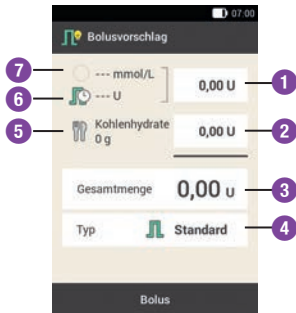 07:00
Bolusvorschlag
7 --- mmol/L 0,00 U 1
6 --- U
5 Kohlenhydrate 0,00 U 2
0 g
Gesamtmenge 0,00 U 3
Typ Standard 4
Bolus